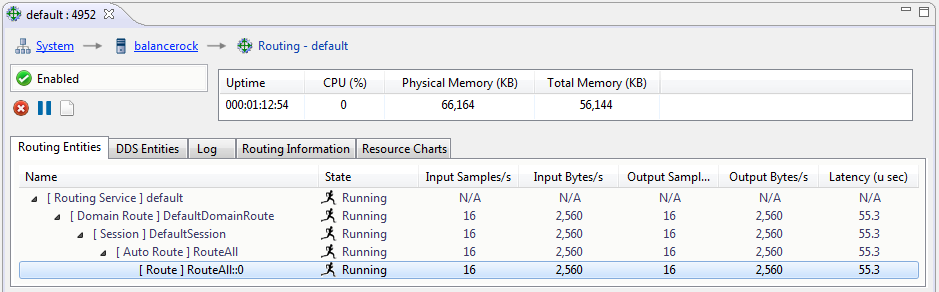 default : 4952
System balancerock Routing - default
Enabled
Uptime CPU (%) Physical Memory (KB) Total Memory (KB)
000:01:12:54 0 66,164 56,144
Routing Entities DDS Entities Log Routing Information Resource Charts
Name State Input Samples/s Input Bytes/s Output Sampl... Output Bytes/s Latency (u sec)
[ Routing Service ] default Running N/A N/A N/A N/A N/A
[ Domain Route ] DefaultDomainRoute Running 16 2,560 16 2,560 55.3
[ Session ] DefaultSession Running 16 2,560 16 2,560 55.3
[ Auto Route ] RouteAll Running 16 2,560 16 2,560 55.3
[ Route ] RouteAll::0 Running 16 2,560 16 2,560 55.3